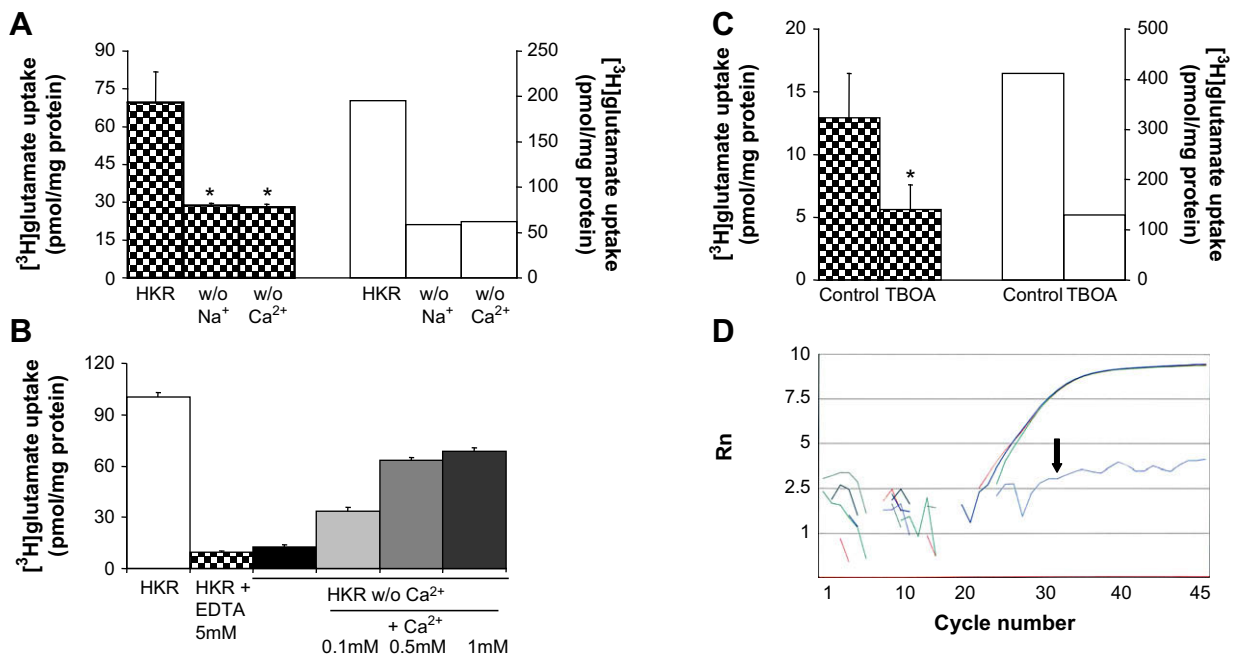 A
[³H]glutamate uptake
(pmol/mg protein)
90
75
60
45
30
15
0
* *
HKR w/o Na⁺ w/o Ca²⁺
HKR w/o Na⁺ w/o Ca²⁺
250
200
150
100
50
0
[³H]glutamate uptake
(pmol/mg protein)
B
[³H]glutamate uptake
(pmol/mg protein)
120
90
60
30
0
HKR
HKR +
EDTA
5mM
HKR w/o Ca²⁺
+ Ca²⁺
0.1mM 0.5mM 1mM
C
[³H]glutamate uptake
(pmol/mg protein)
20
15
10
5
0
*
Control TBOA
Control TBOA
500
400
300
200
100
0
[³H]glutamate uptake
(pmol/mg protein)
D
Rn
10
7.5
5
2.5
1
1 10 20 30 40 45
Cycle number